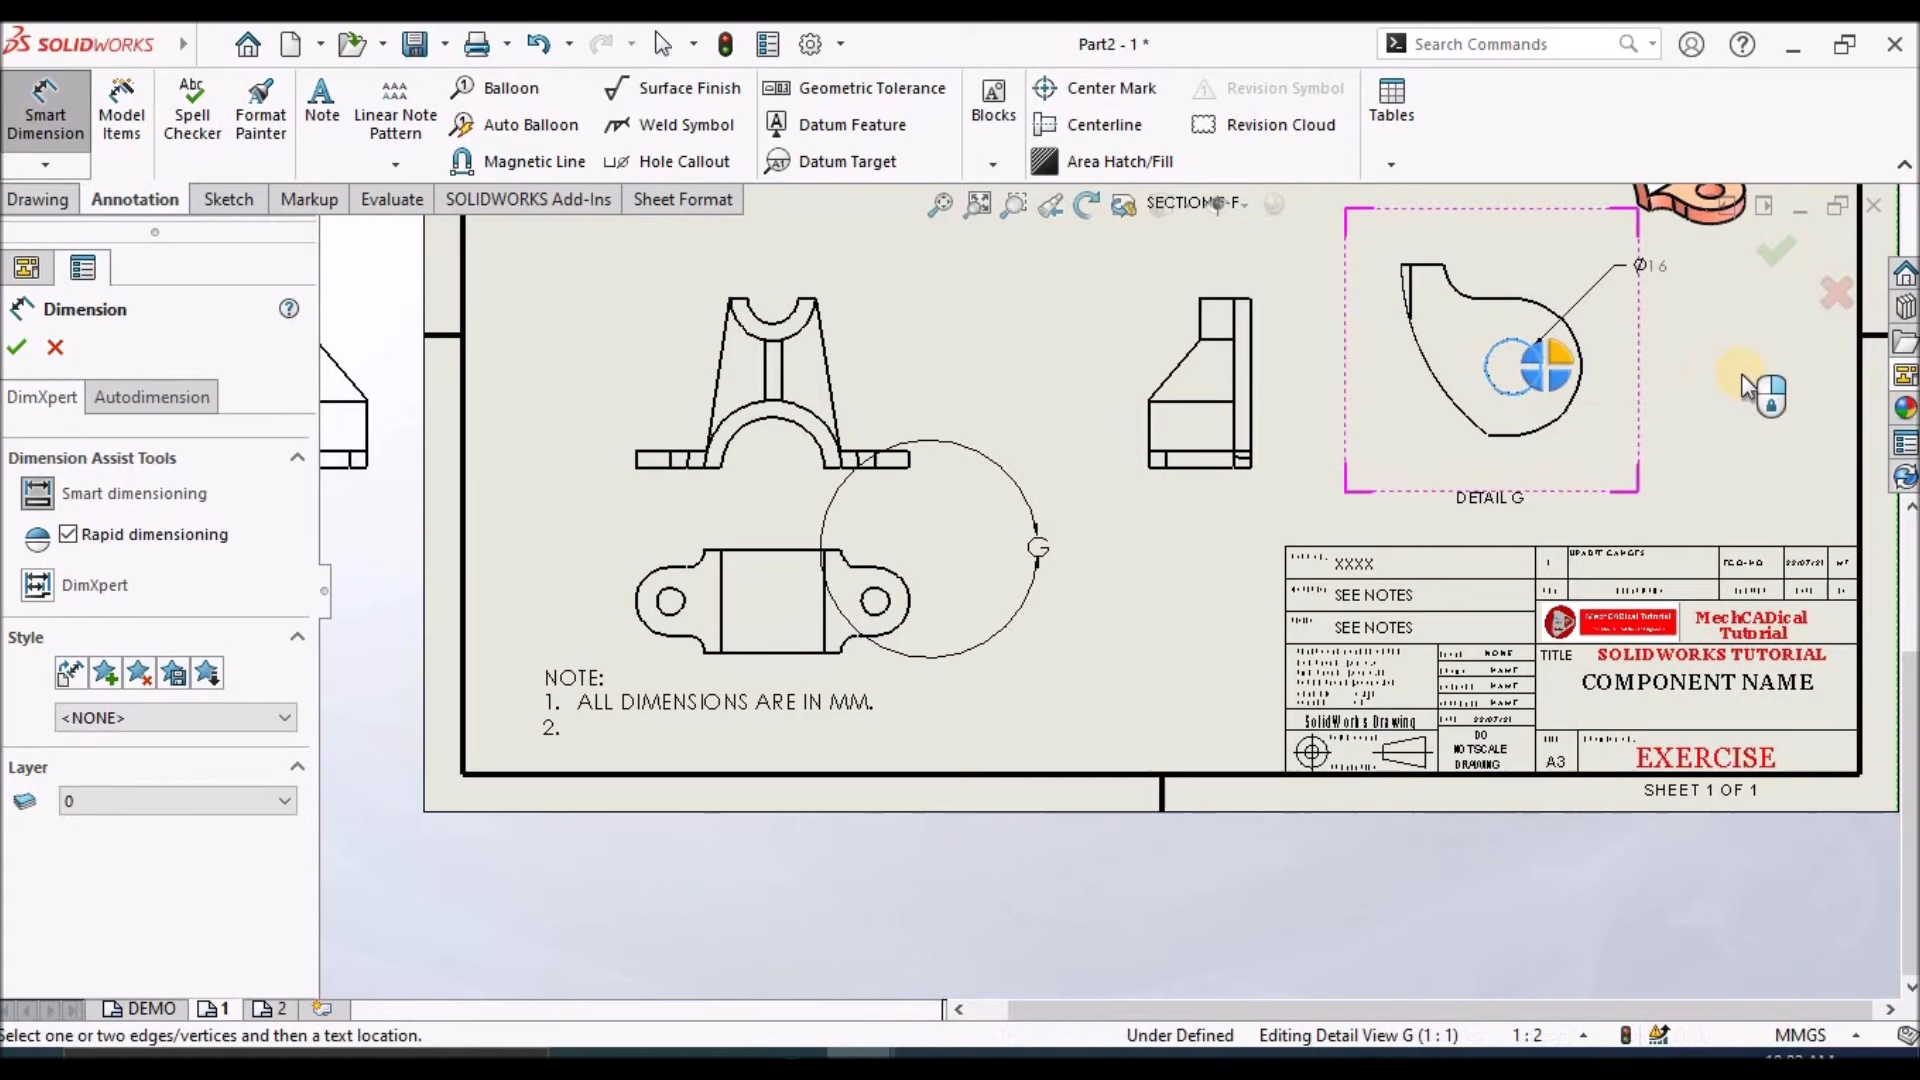 SOLIDWORKS
Part2 - 1 *
Search Commands
Smart Dimension
Model Items
Abc
Spell Checker
Format Painter
Note
Linear Note Pattern
Balloon
Auto Balloon
Magnetic Line
Surface Finish
Weld Symbol
Hole Callout
Geometric Tolerance
Datum Feature
Datum Target
Blocks
Center Mark
Centerline
Area Hatch/Fill
Revision Symbol
Revision Cloud
Tables
Drawing
Annotation
Sketch
Markup
Evaluate
SOLIDWORKS Add-Ins
Sheet Format
Dimension
DimXpert
Autodimension
Dimension Assist Tools
Smart dimensioning
Rapid dimensioning
DimXpert
Style
<NONE>
Layer
0
Ø16
DETAIL G
G
NOTE:
1. ALL DIMENSIONS ARE IN MM.
2.
XXXX
SEE NOTES
SEE NOTES
MechCADical Tutorial
MechCADical
Tutorial
TITLE
SOLIDWORKS TUTORIAL
COMPONENT NAME
SolidWorks Drawing
DO
NOT SCALE
DRAWING
A3
EXERCISE
SHEET 1 OF 1
DEMO
1
2
Select one or two edges/vertices and then a text location.
Under Defined
Editing Detail View G (1 : 1)
1 : 2
MMGS